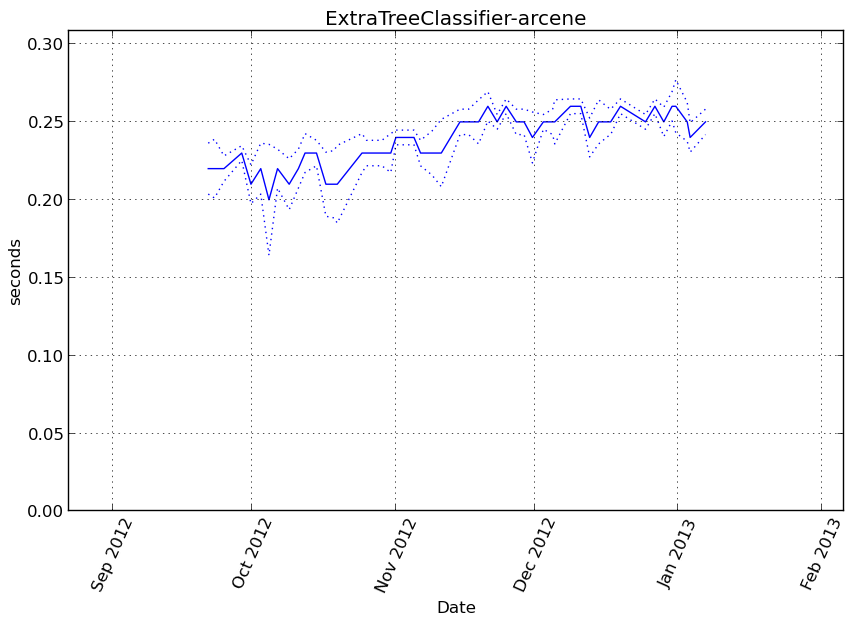 ExtraTreeClassifier-arcene
0.30
0.25
0.20
0.15
0.10
0.05
0.00
seconds
Sep 2012
Oct 2012
Nov 2012
Dec 2012
Jan 2013
Feb 2013
Date